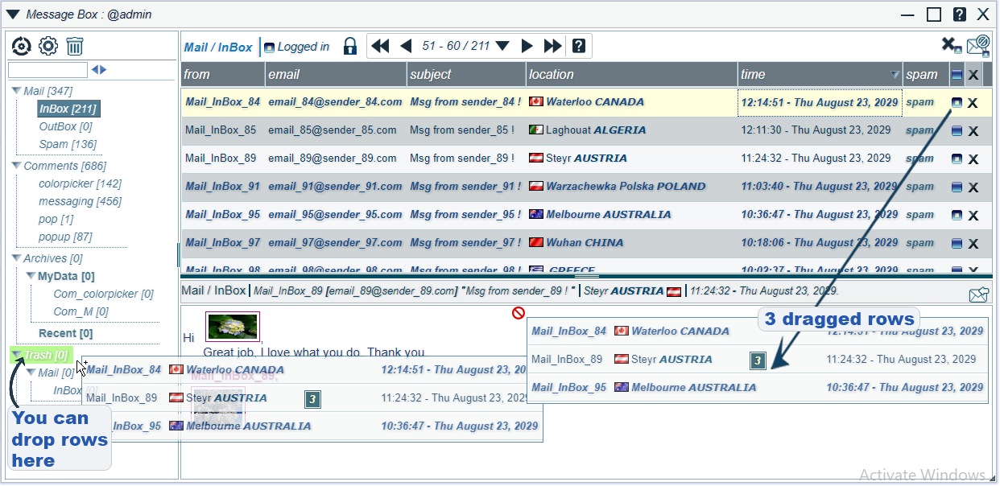 Message Box : @admin
Mail / InBox Logged in 51 - 60 / 211 ?
from email subject location time spam X
Mail_InBox_84 email_84@sender_84.com Msg from sender_84 ! Waterloo CANADA 12:14:51 - Thu August 23, 2029 spam X
Mail_InBox_85 email_85@sender_85.com Msg from sender_85 ! Laghouat ALGERIA 12:11:30 - Thu August 23, 2029 spam X
Mail_InBox_89 email_89@sender_89.com Msg from sender_89 ! Steyr AUSTRIA 11:24:32 - Thu August 23, 2029 spam X
Mail_InBox_91 email_91@sender_91.com Msg from sender_91 ! Warzachewka Polska POLAND 11:03:40 - Thu August 23, 2029 spam X
Mail_InBox_95 email_95@sender_95.com Msg from sender_95 ! Melbourne AUSTRALIA 10:36:47 - Thu August 23, 2029 spam X
Mail_InBox_97 email_97@sender_97.com Msg from sender_97 ! Wuhan CHINA 10:18:06 - Thu August 23, 2029 spam X
Mail_InBox_98 email_98@sender_98.com Msg from sender_98 ! GREECE 10:02:37 - Thu August 23, 2029 spam X
Mail [347]
InBox [211]
OutBox [0]
Spam [136]
Comments [686]
colorpicker [142]
messaging [456]
pop [1]
popup [87]
Archives [0]
MyData [0]
Com_colorpicker [0]
Com_M [0]
Recent [0]
Trash [0]
Mail [0]
InBox [0]
You can
drop rows
here
Mail / InBox | Mail_InBox_89 [email_89@sender_89.com] "Msg from sender_89 ! " | Steyr AUSTRIA | 11:24:32 - Thu August 23, 2029.
Hi ,
Great job, I love what you do. Thank you
Mail_InBox_89,
Mail_InBox_84 Waterloo CANADA 12:14:51 - Thu August 23, 20
Mail_InBox_89 Steyr AUSTRIA 3 11:24:32 - Thu August 23, 202
_InBox_95 Melbourne AUSTRALIA 10:36:47 - Thu August 23, 2029
3 dragged rows
Mail_InBox_84 Waterloo CANADA 12:14:51 - Thu August 23, 2029
Mail_InBox_89 Steyr AUSTRIA 3 11:24:32 - Thu August 23, 2029
Mail_InBox_95 Melbourne AUSTRALIA 10:36:47 - Thu August 23, 2029
Activate Windows